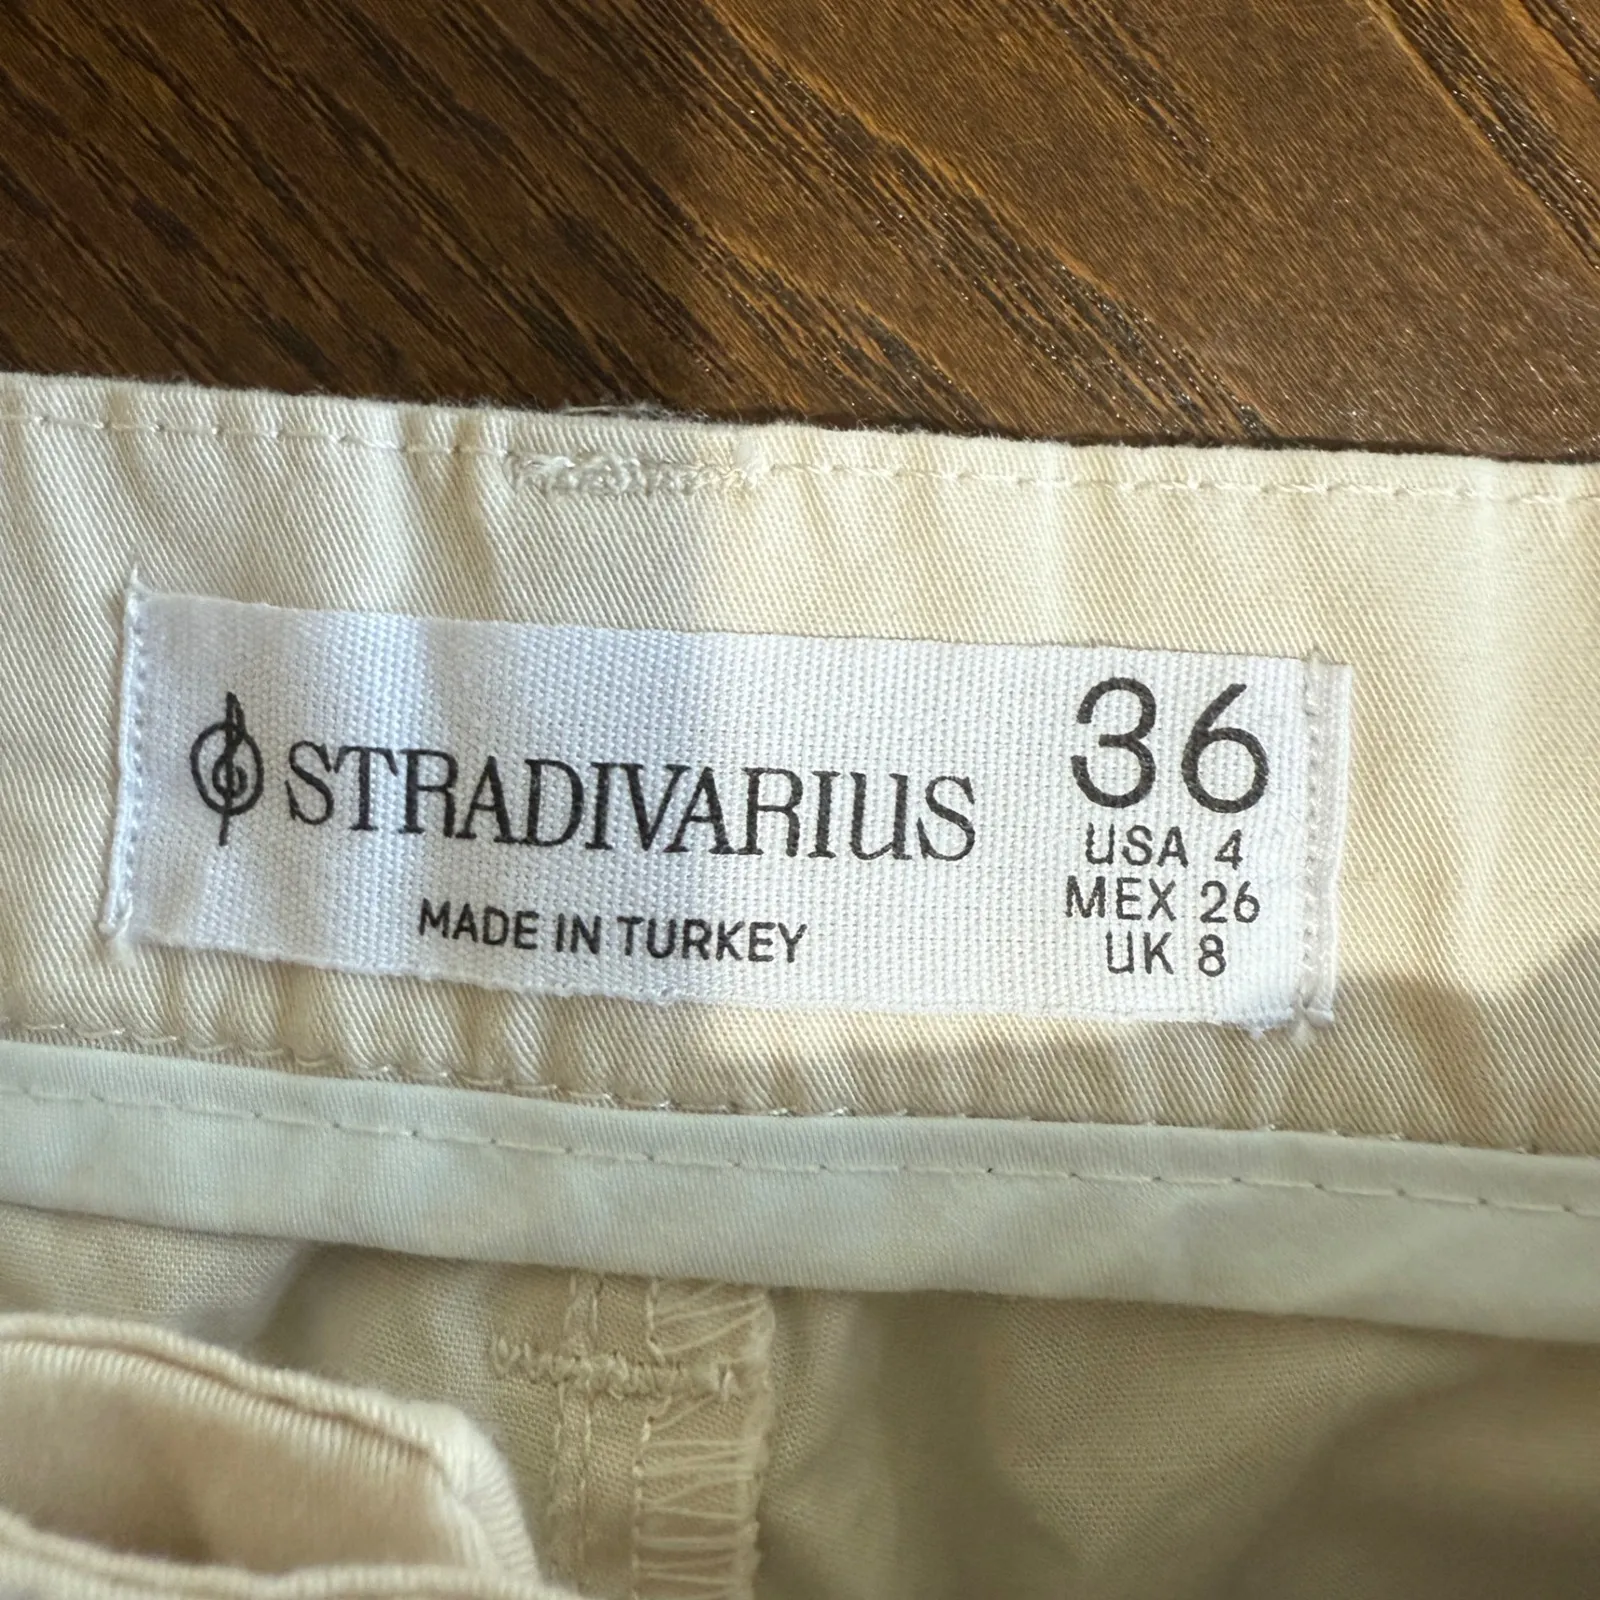 STRADIVARIUS
MADE IN TURKEY
36
USA 4
MEX 26
UK 8